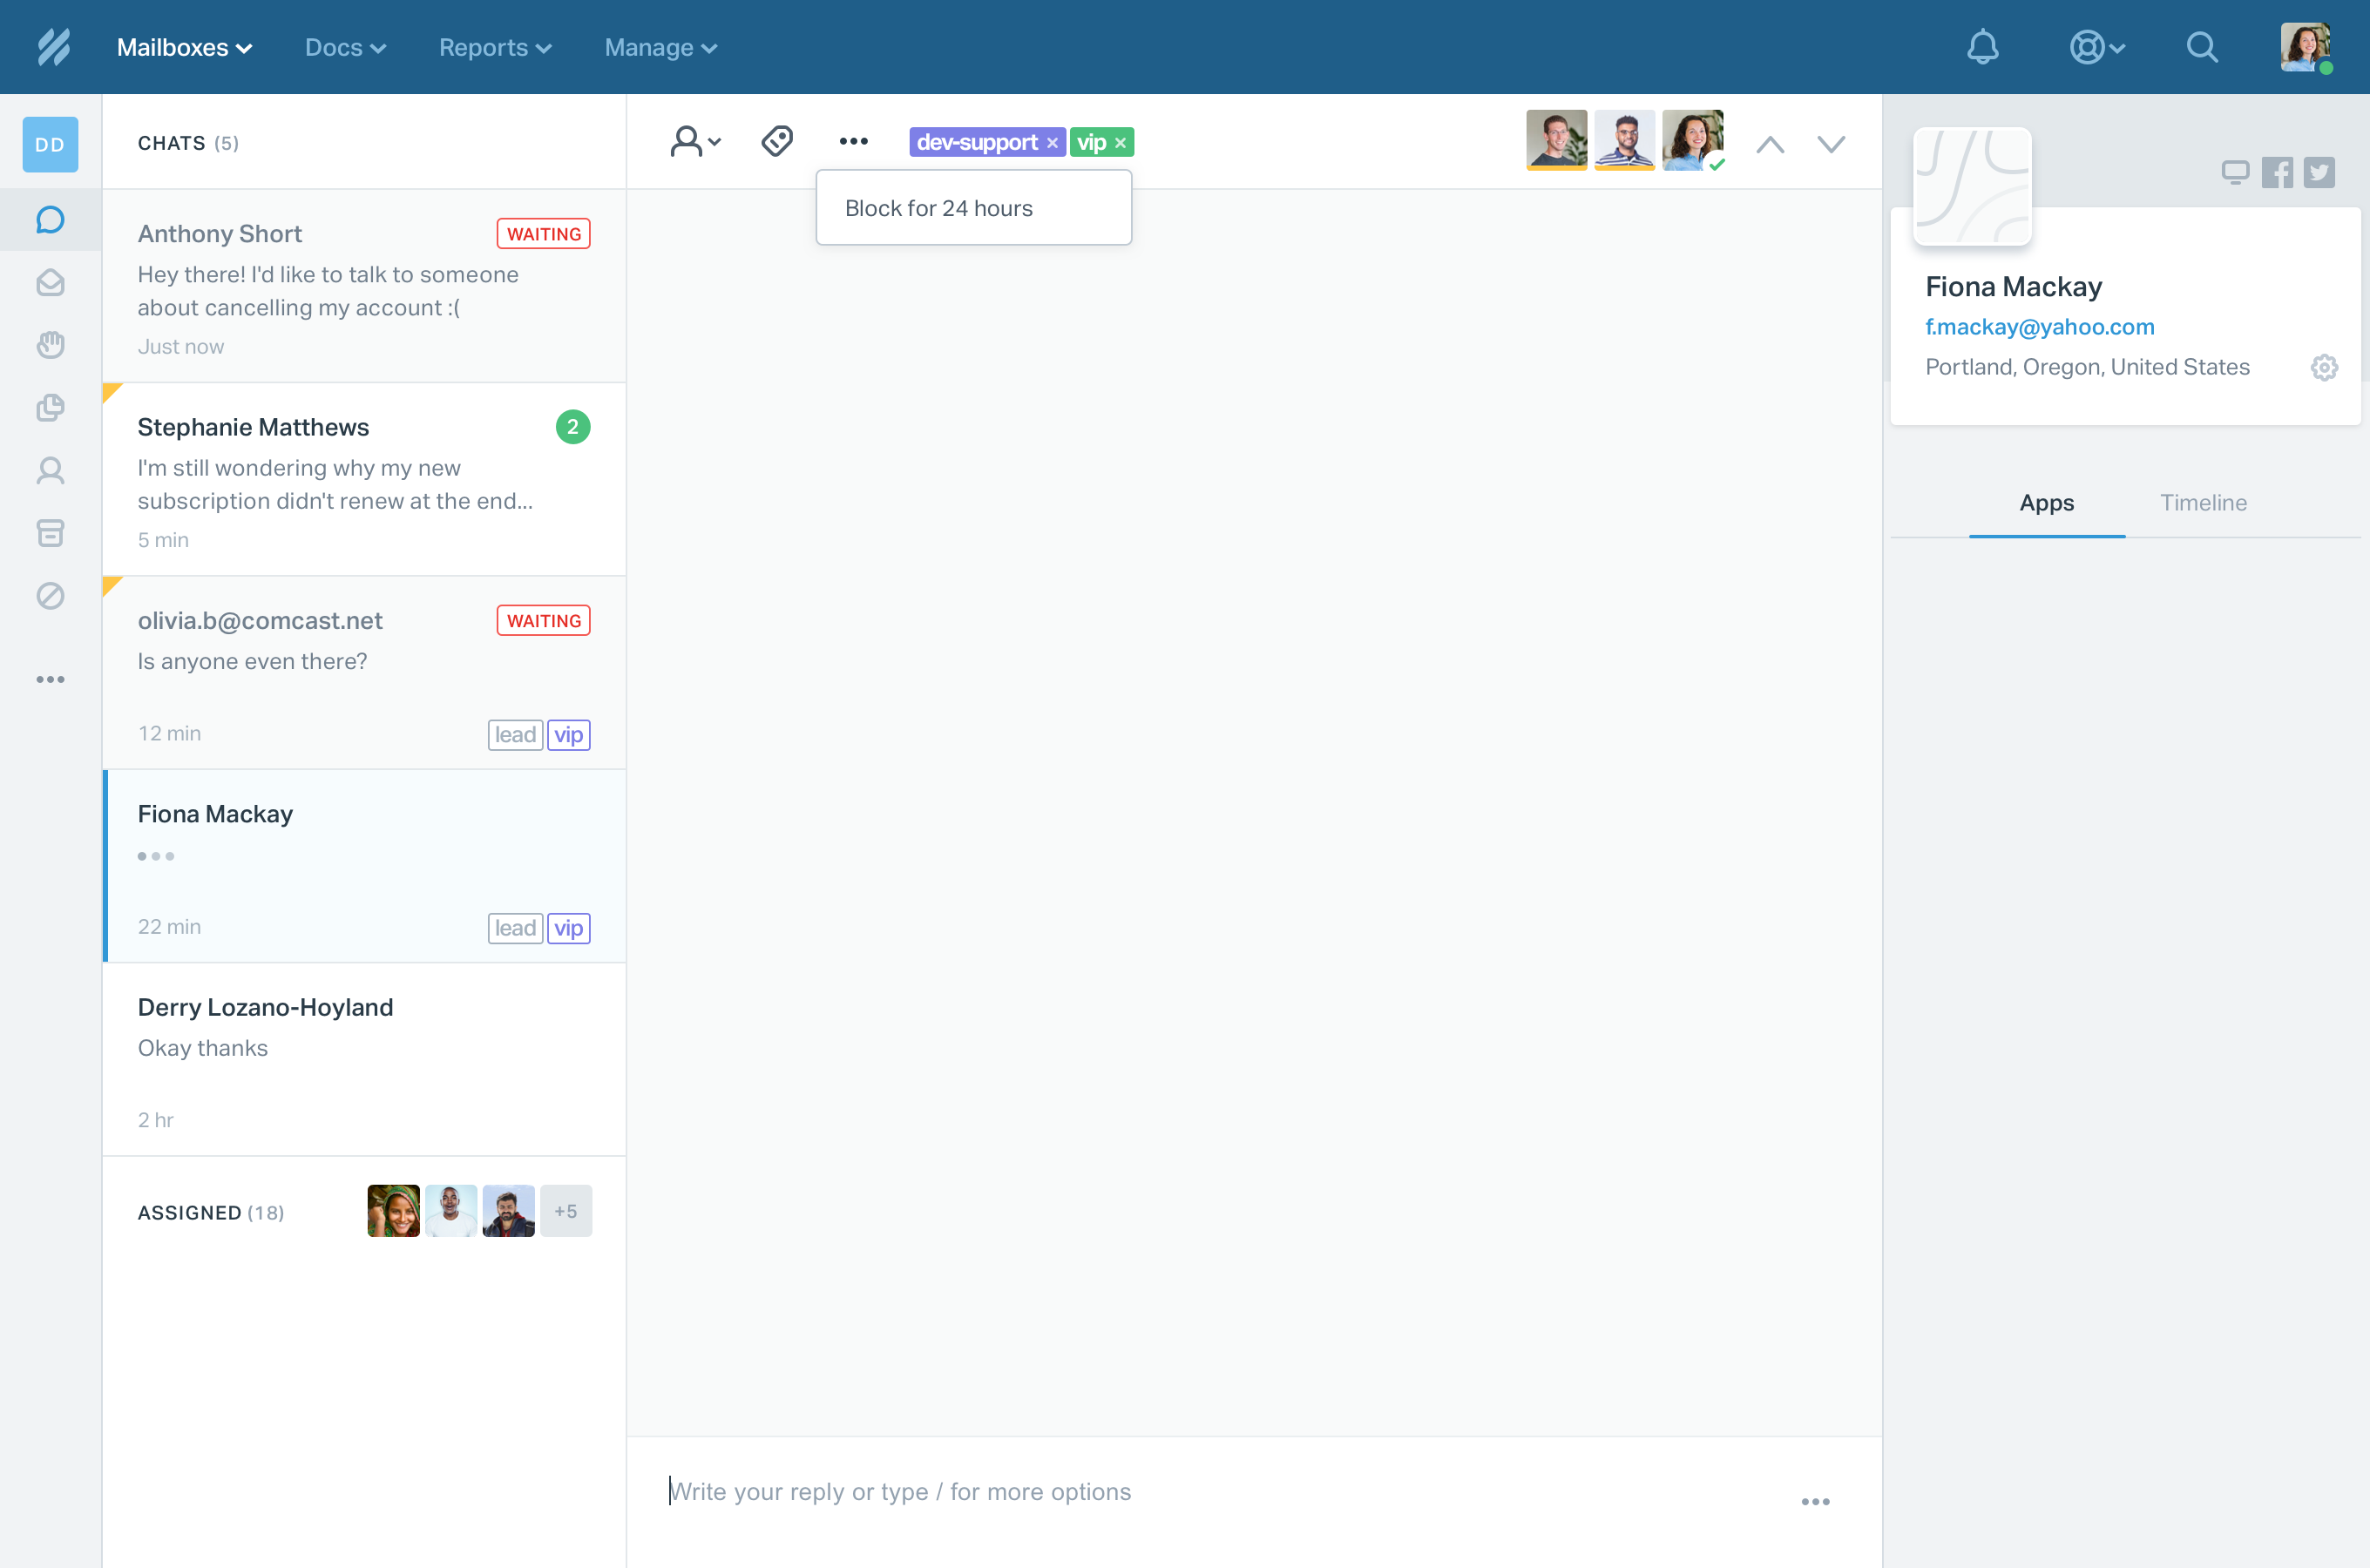 Mailboxes
Docs
Reports
Manage
DD
CHATS (5)
Anthony Short
WAITING
Hey there! I'd like to talk to someone
about cancelling my account :(
Just now
Stephanie Matthews
2
I'm still wondering why my new
subscription didn't renew at the end...
5 min
olivia.b@comcast.net
WAITING
Is anyone even there?
12 min
lead
vip
Fiona Mackay
22 min
lead
vip
Derry Lozano-Hoyland
Okay thanks
2 hr
ASSIGNED (18)
+5
dev-support ×
vip ×
Block for 24 hours
Write your reply or type / for more options
Fiona Mackay
f.mackay@yahoo.com
Portland, Oregon, United States
Apps
Timeline